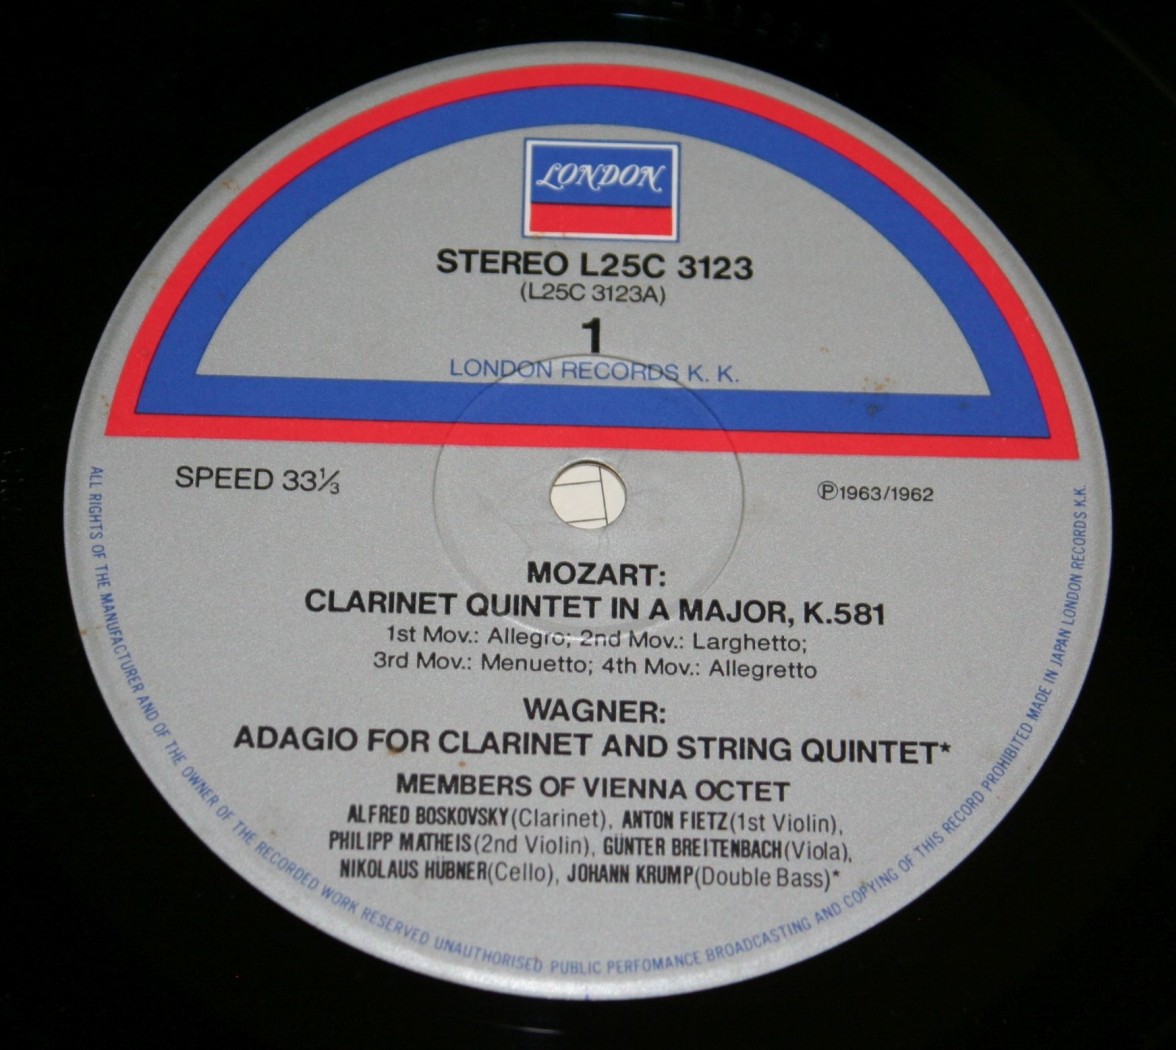 LONDON
STEREO L25C 3123
(L25C 3123A)
1
LONDON RECORDS K. K.
SPEED 33⅓
℗1963/1962
MOZART:
CLARINET QUINTET IN A MAJOR, K.581
1st Mov.: Allegro; 2nd Mov.: Larghetto;
3rd Mov.: Menuetto; 4th Mov.: Allegretto
WAGNER:
ADAGIO FOR CLARINET AND STRING QUINTET*
MEMBERS OF VIENNA OCTET
ALFRED BOSKOVSKY(Clarinet), ANTON FIETZ(1st Violin),
PHILIPP MATHEIS(2nd Violin), GÜNTER BREITENBACH(Viola),
NIKOLAUS HÜBNER(Cello), JOHANN KRUMP(Double Bass)*
ALL RIGHTS OF THE MANUFACTURER AND OF THE OWNER OF THE RECORDED WORK RESERVED UNAUTHORISED PUBLIC PERFOMANCE BROADCASTING AND COPYING OF THIS RECORD PROHIBITED MADE IN JAPAN LONDON RECORDS K.K.